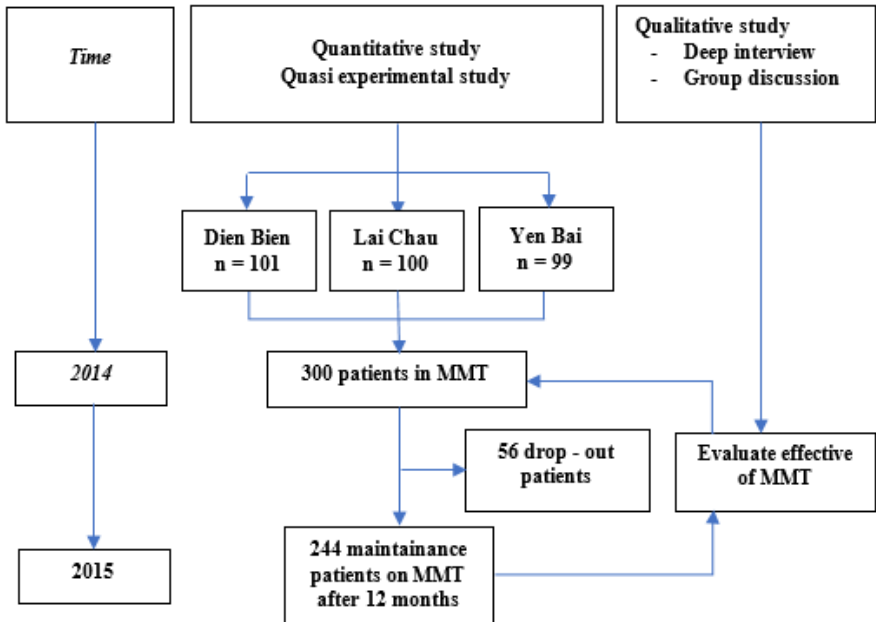 Time
Quantitative study
Quasi experimental study
Qualitative study
- Deep interview
- Group discussion
Dien Bien
n = 101
Lai Chau
n = 100
Yen Bai
n = 99
2014
300 patients in MMT
56 drop - out
patients
Evaluate effective
of MMT
2015
244 maintainance
patients on MMT
after 12 months